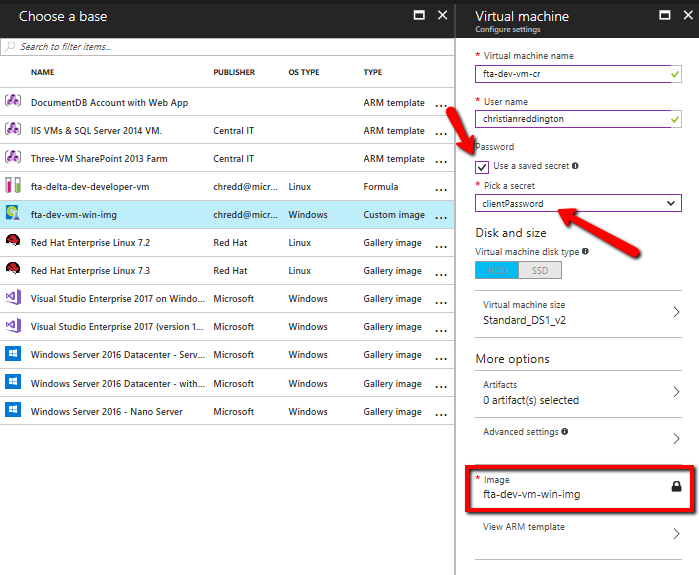 Choose a base
Search to filter items...
NAME PUBLISHER OS TYPE TYPE
DocumentDB Account with Web App ARM template ...
IIS VMs & SQL Server 2014 VM. Central IT ARM template ...
Three-VM SharePoint 2013 Farm Central IT ARM template ...
fta-delta-dev-developer-vm chredd@micr... Linux Formula ...
fta-dev-vm-win-img chredd@micr... Windows Custom image ...
Red Hat Enterprise Linux 7.2 Red Hat Linux Gallery image ...
Red Hat Enterprise Linux 7.3 Red Hat Linux Gallery image ...
Visual Studio Enterprise 2017 on Windo... Microsoft Windows Gallery image ...
Visual Studio Enterprise 2017 (version 1... Microsoft Windows Gallery image ...
Windows Server 2016 Datacenter - Serv... Microsoft Windows Gallery image ...
Windows Server 2016 Datacenter - with... Microsoft Windows Gallery image ...
Windows Server 2016 - Nano Server Microsoft Windows Gallery image ...
Virtual machine
Configure settings
* Virtual machine name
fta-dev-vm-cr
* User name
christianreddington
Password
Use a saved secret
* Pick a secret
clientPassword
Disk and size
Virtual machine disk type
HDD SSD
Virtual machine size
Standard_DS1_v2
More options
Artifacts
0 artifact(s) selected
Advanced settings
* Image
fta-dev-vm-win-img
View ARM template